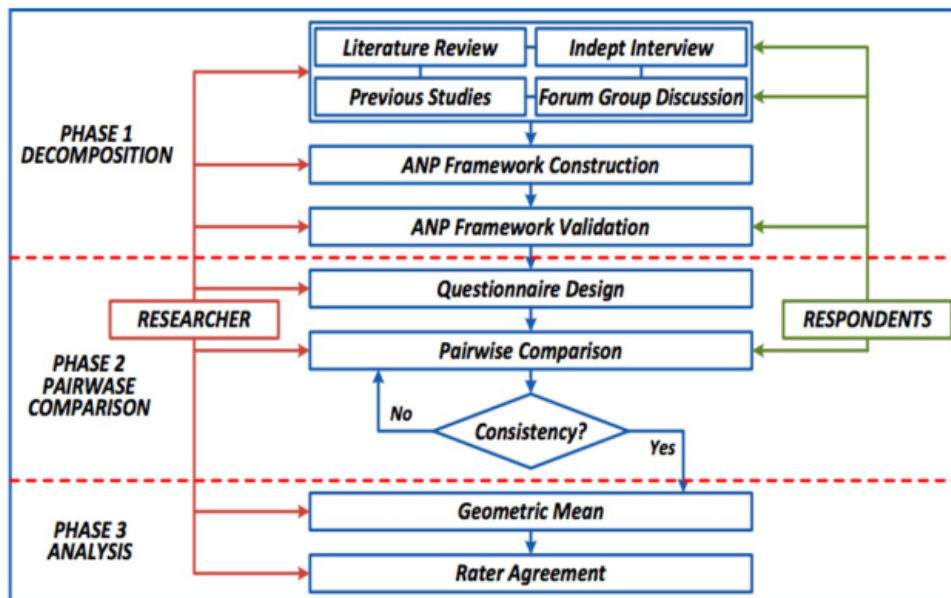 Literature Review
Indept Interview
Previous Studies
Forum Group Discussion
PHASE 1
DECOMPOSITION
ANP Framework Construction
ANP Framework Validation
Questionnaire Design
RESEARCHER
RESPONDENTS
Pairwise Comparison
PHASE 2
PAIRWASE
COMPARISON
No
Consistency?
Yes
Geometric Mean
PHASE 3
ANALYSIS
Rater Agreement